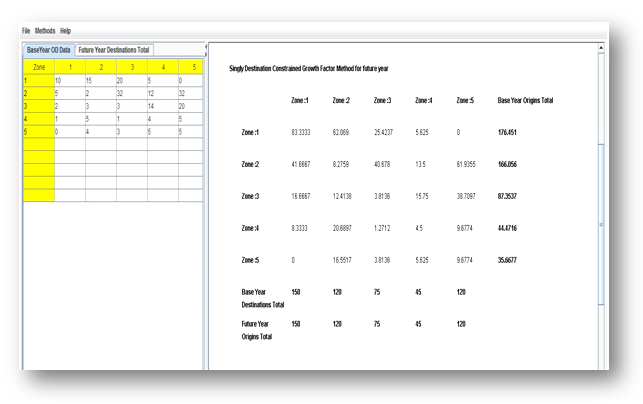 File Methods Help
BaseYear OD Data Future Year Destinations Total
Zone 1 2 3 4 5
1 10 15 20 5 0
2 5 2 32 12 32
3 2 3 3 14 20
4 1 5 1 4 5
5 0 4 3 5 5
Singly Destination Constrained Growth Factor Method for future year
Zone :1 Zone :2 Zone :3 Zone :4 Zone :5 Base Year Origins Total
Zone :1 83.3333 62.069 25.4237 5.625 0 176.451
Zone :2 41.6667 8.2759 40.678 13.5 61.9355 166.056
Zone :3 16.6667 12.4138 3.8136 15.75 38.7097 87.3537
Zone :4 8.3333 20.6897 1.2712 4.5 9.6774 44.4716
Zone :5 0 16.5517 3.8136 5.625 9.6774 35.6677
Base Year 150 120 75 45 120
Destinations Total
Future Year 150 120 75 45 120
Origins Total